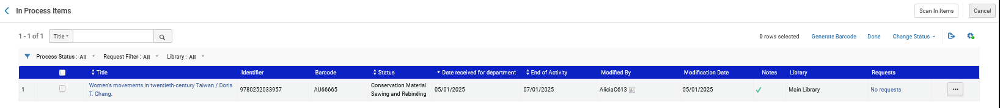 In Process Items
Scan In Items
Cancel
1 - 1 of 1
Title
0 rows selected
Generate Barcode
Done
Change Status
Process Status : All
Request Filter : All
Library : All
Title
Identifier
Barcode
Status
Date received for department
End of Activity
Modified By
Modification Date
Notes
Library
Requests
1
Women's movements in twentieth-century Taiwan / Doris
T. Chang.
9780252033957
AU66665
Conservation Material
Sewing and Rebinding
05/01/2025
07/01/2025
AliciaC613
05/01/2025
Main Library
No requests